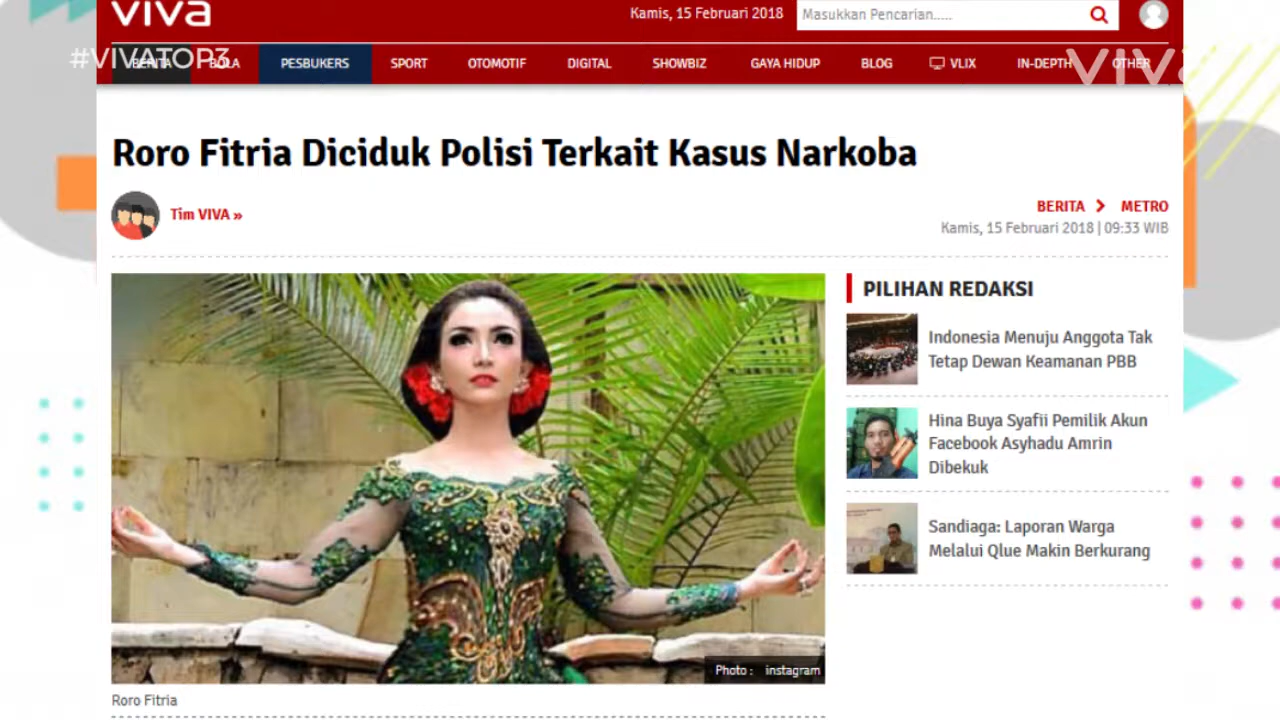 viva
Kamis, 15 Februari 2018
Masukkan Pencarian.....
#VIVATOP3
BERITA
BOLA
PESBUKERS
SPORT
OTOMOTIF
DIGITAL
SHOWBIZ
GAYA HIDUP
BLOG
VLIX
IN-DEPTH
OTHER
viva
Roro Fitria Diciduk Polisi Terkait Kasus Narkoba
Tim VIVA »
BERITA > METRO
Kamis, 15 Februari 2018 | 09:33 WIB
Photo : instagram
Roro Fitria
PILIHAN REDAKSI
Indonesia Menuju Anggota Tak
Tetap Dewan Keamanan PBB
Hina Buya Syafii Pemilik Akun
Facebook Asyhadu Amrin
Dibekuk
Sandiaga: Laporan Warga
Melalui Qlue Makin Berkurang